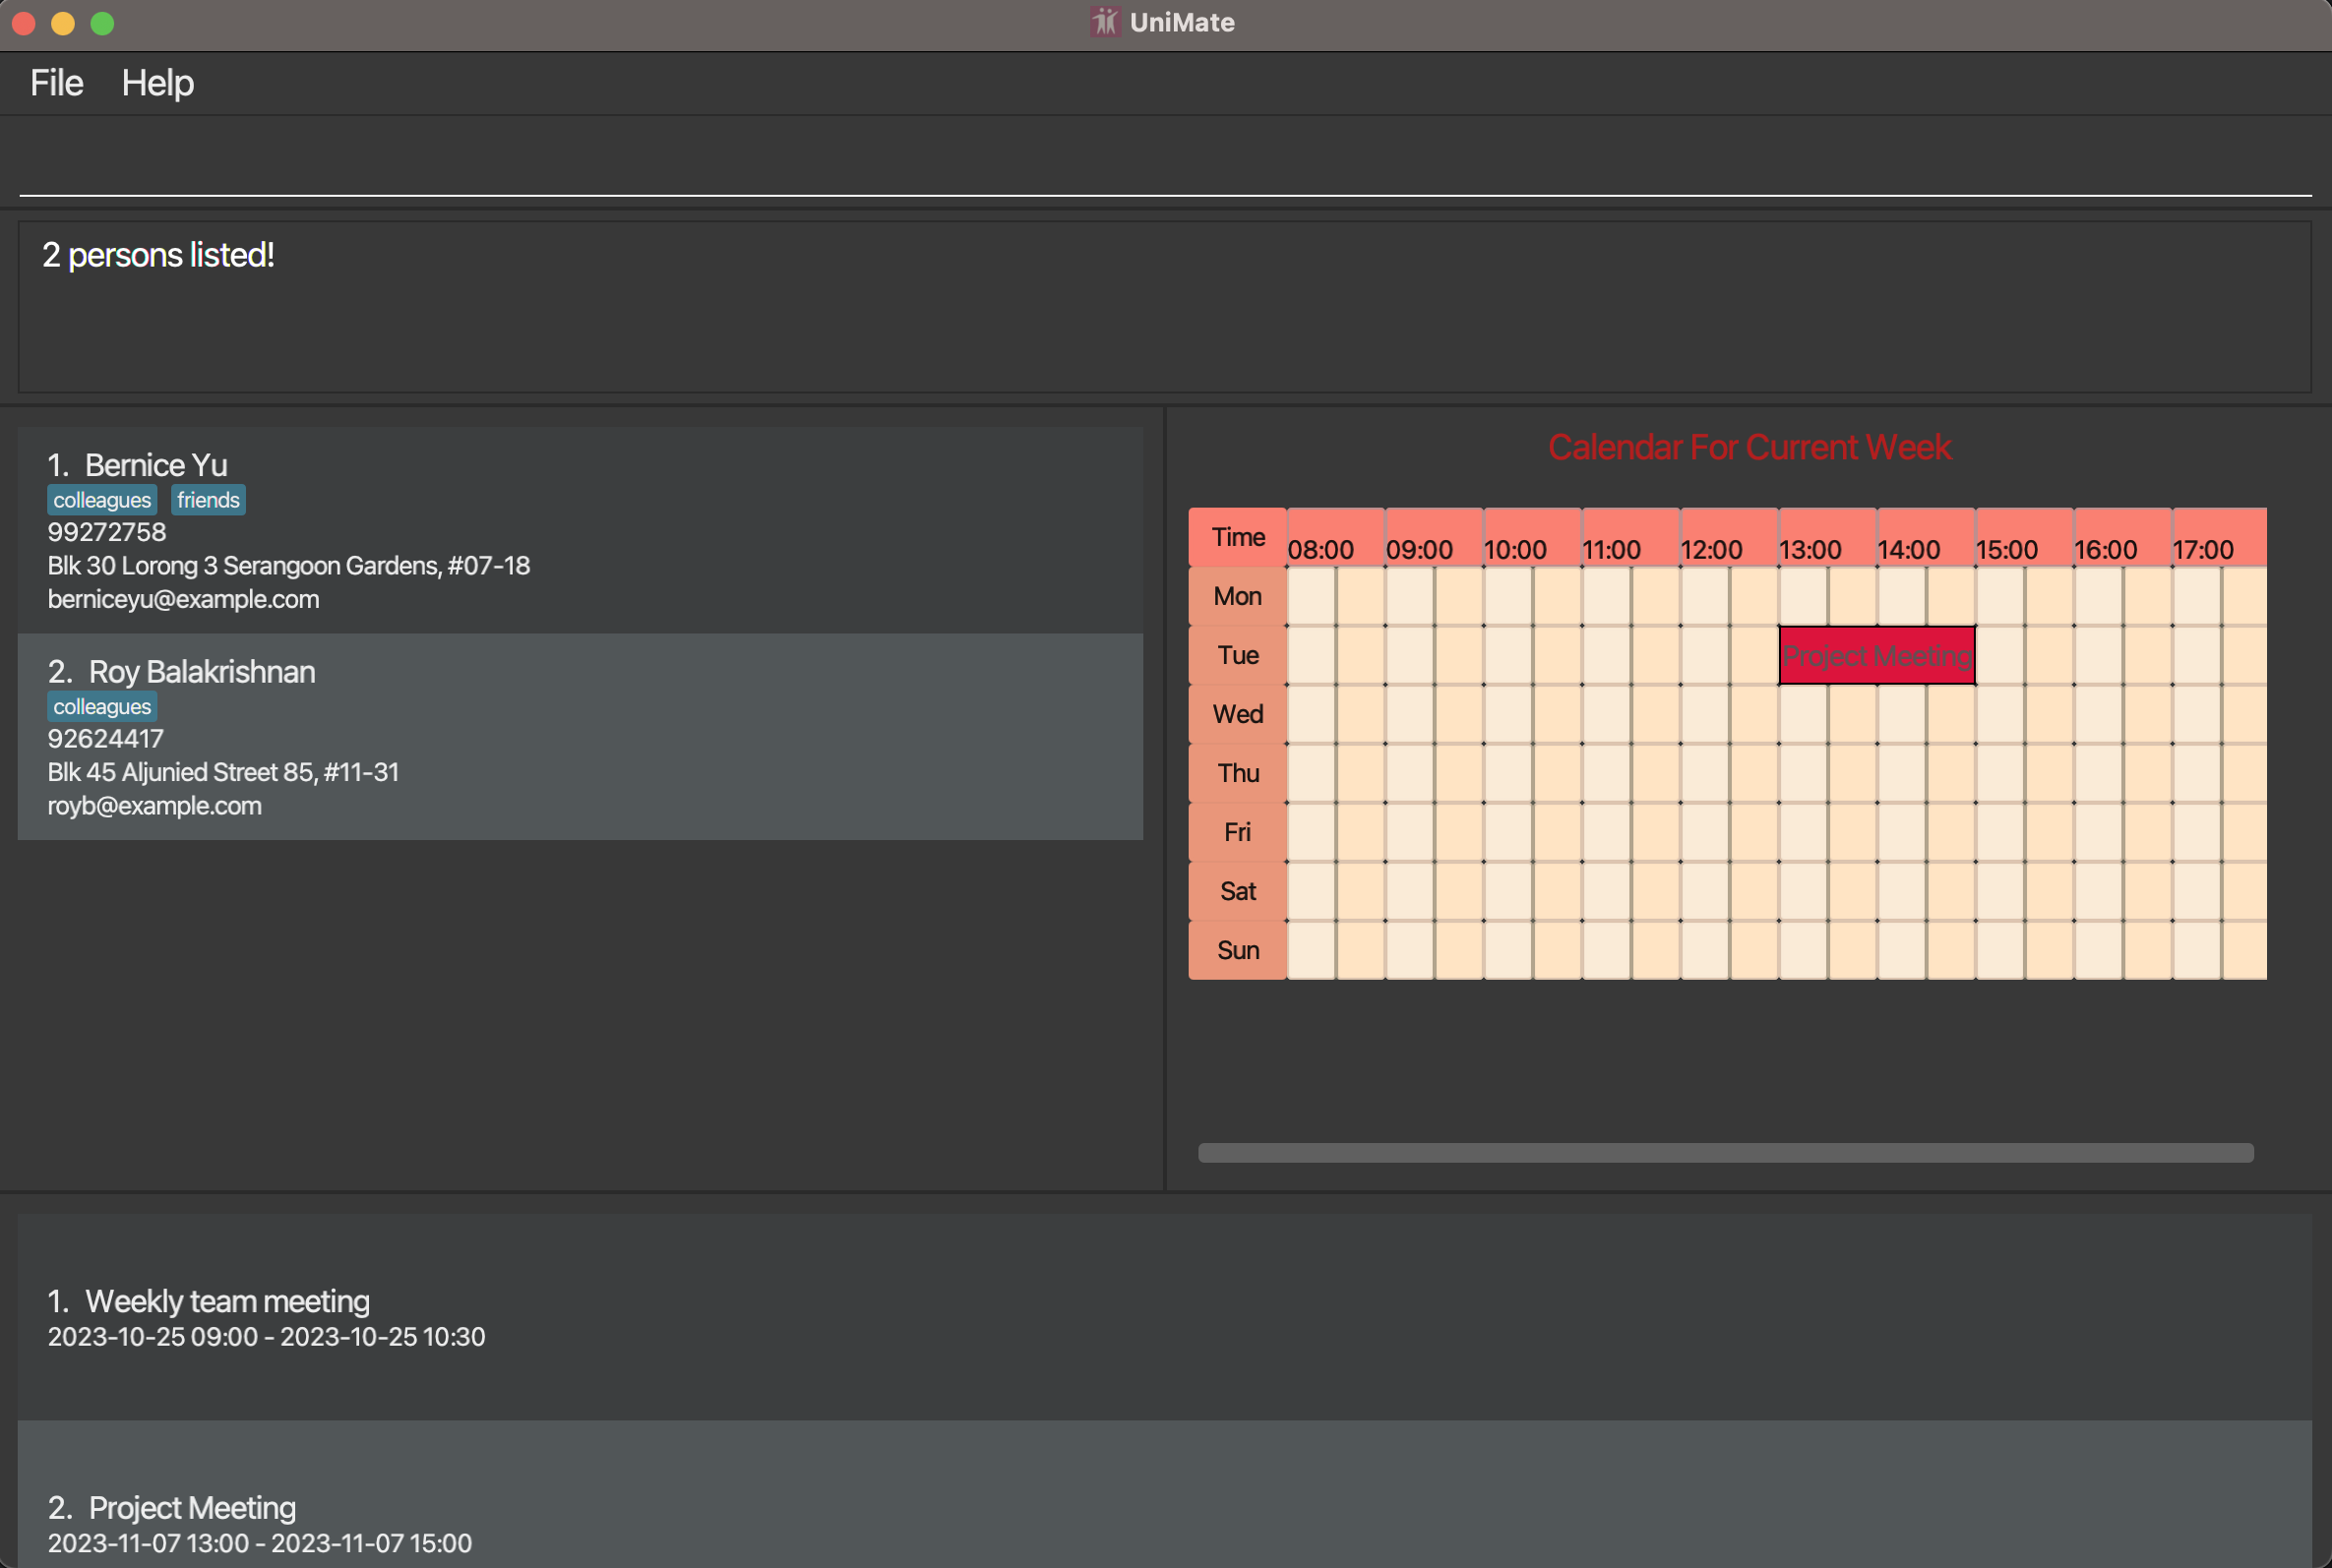 UniMate
File Help
2 persons listed!
1. Bernice Yu
colleagues friends
99272758
Blk 30 Lorong 3 Serangoon Gardens, #07-18
berniceyu@example.com
2. Roy Balakrishnan
colleagues
92624417
Blk 45 Aljunied Street 85, #11-31
royb@example.com
Calendar For Current Week
Time 08:00 09:00 10:00 11:00 12:00 13:00 14:00 15:00 16:00 17:00
Mon
Tue Project Meeting
Wed
Thu
Fri
Sat
Sun
1. Weekly team meeting
2023-10-25 09:00 - 2023-10-25 10:30
2. Project Meeting
2023-11-07 13:00 - 2023-11-07 15:00